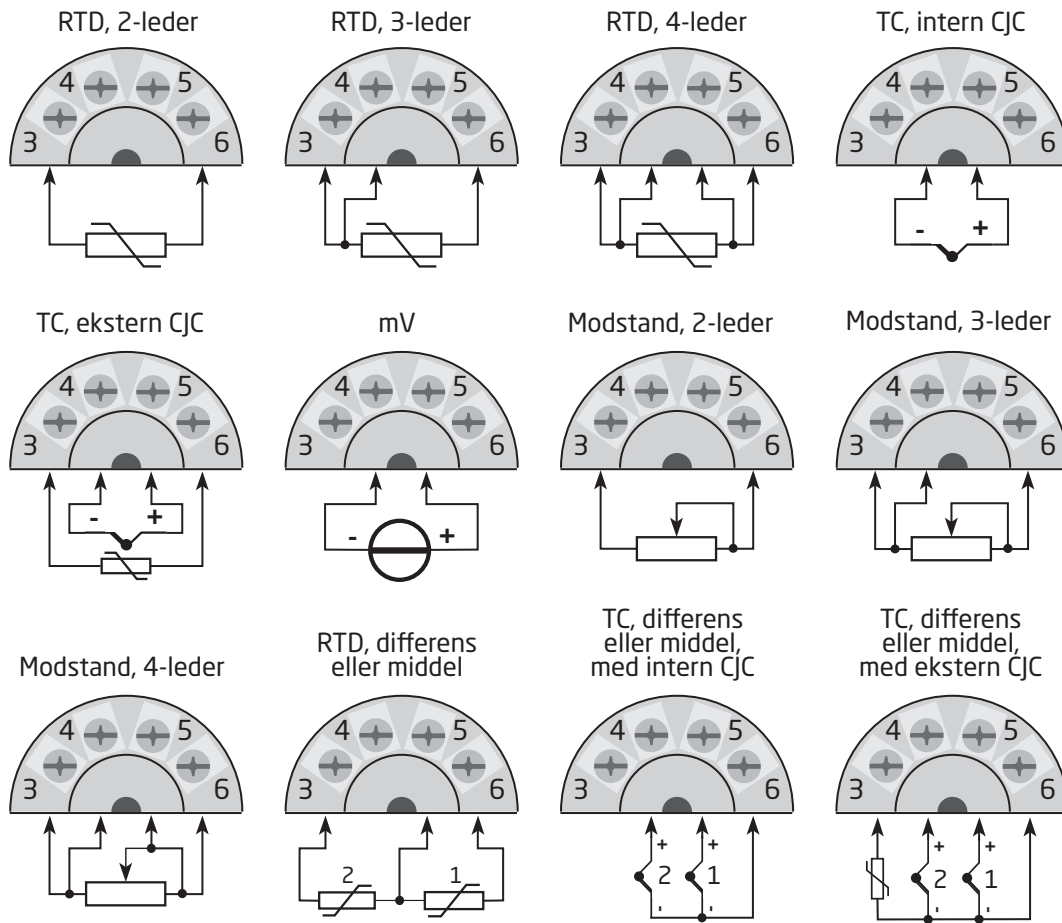 RTD, 2-leder
3 4 5 6
RTD, 3-leder
3 4 5 6
RTD, 4-leder
3 4 5 6
TC, intern CJC
3 4 5 6
- +
TC, ekstern CJC
3 4 5 6
- +
mV
3 4 5 6
- +
Modstand, 2-leder
3 4 5 6
Modstand, 3-leder
3 4 5 6
Modstand, 4-leder
3 4 5 6
RTD, differens
eller middel
3 4 5 6
2 1
TC, differens
eller middel,
med intern CJC
3 4 5 6
+ +
2 1
- -
TC, differens
eller middel,
med ekstern CJC
3 4 5 6
+ +
2 1
- -